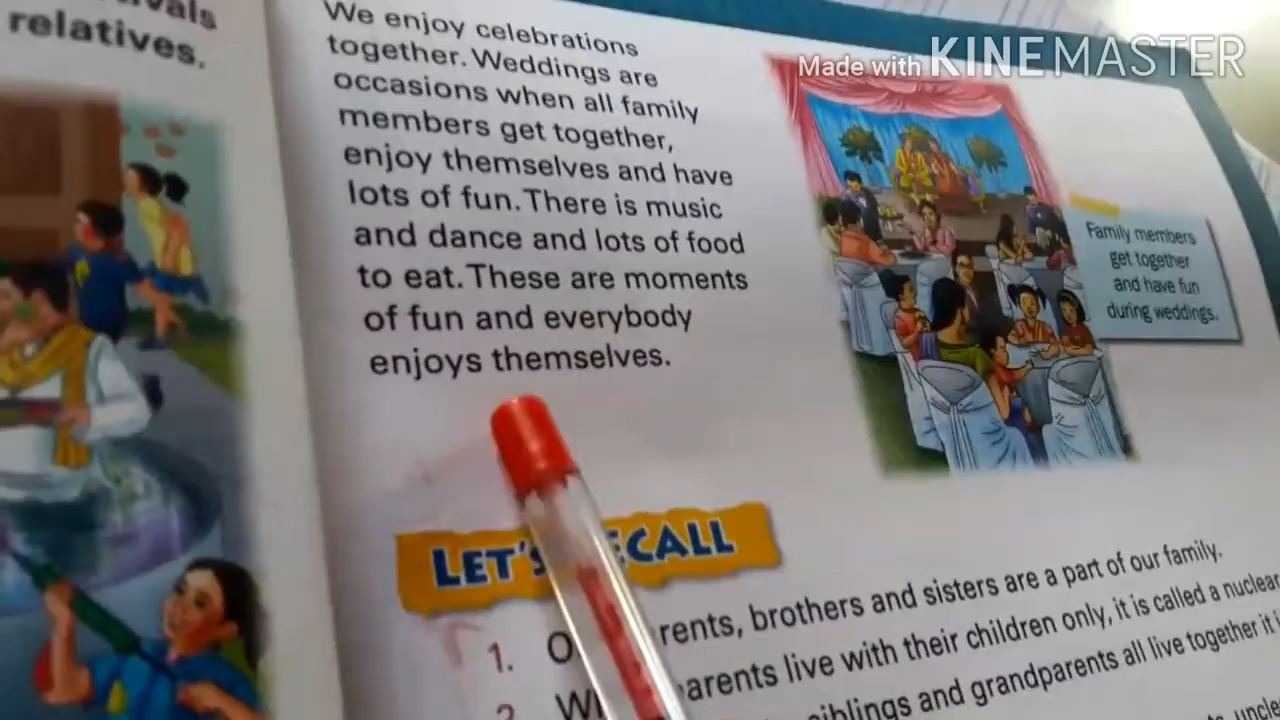 relatives.
We enjoy celebrations
together. Weddings are
occasions when all family
members get together,
enjoy themselves and have
lots of fun. There is music
and dance and lots of food
to eat. These are moments
of fun and everybody
enjoys themselves.
Made with KINEMASTER
Family members
get together
and have fun
during weddings.
LET'S
1. brothers and sisters are a part of our family.
2. live with their children only, it is called a nuclear
siblings and grandparents all live together it